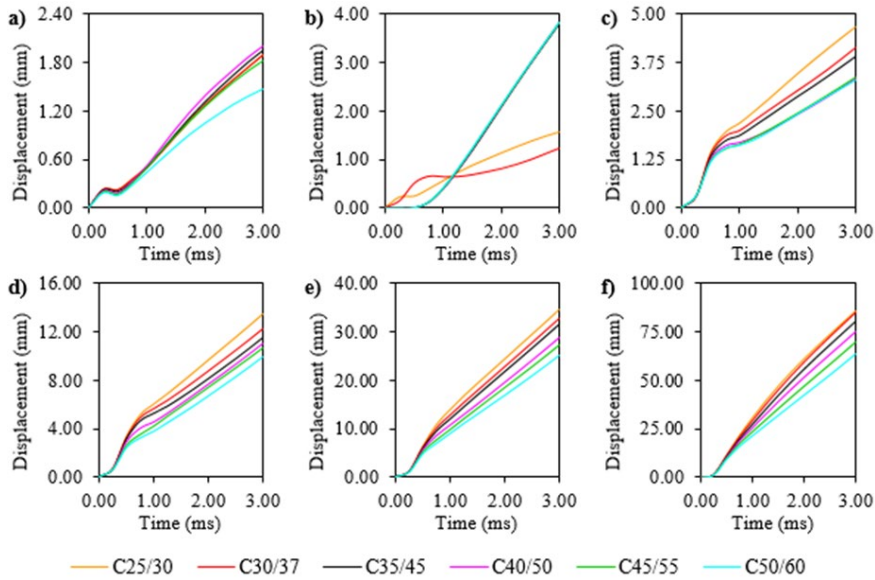 a) b) c)
2.40 4.00 5.00
1.80 3.00 3.75
1.20 2.00 2.50
0.60 1.00 1.25
0.00 0.00 0.00
Displacement (mm) Displacement (mm) Displacement (mm)
0.00 1.00 2.00 3.00 0.00 1.00 2.00 3.00 0.00 1.00 2.00 3.00
Time (ms) Time (ms) Time (ms)
d) e) f)
16.00 40.00 100.00
12.00 30.00 75.00
8.00 20.00 50.00
4.00 10.00 25.00
0.00 0.00 0.00
Displacement (mm) Displacement (mm) Displacement (mm)
0.00 1.00 2.00 3.00 0.00 1.00 2.00 3.00 0.00 1.00 2.00 3.00
Time (ms) Time (ms) Time (ms)
C25/30 C30/37 C35/45 C40/50 C45/55 C50/60